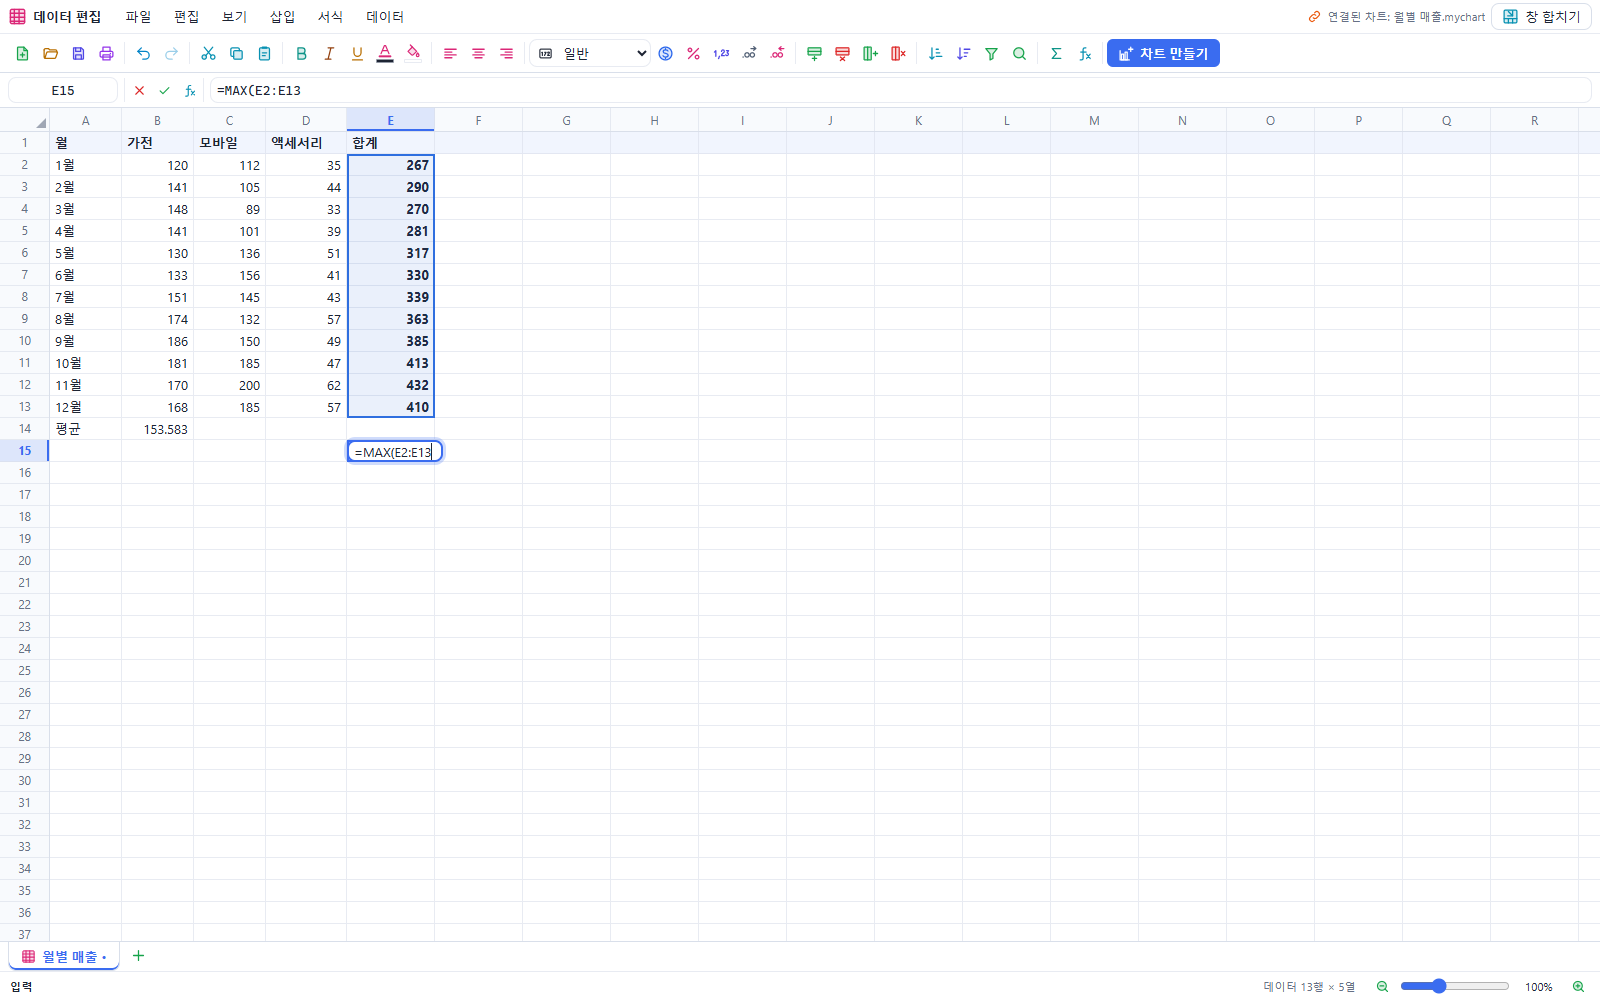 데이터 편집 파일 편집 보기 삽입 서식 데이터 연결된 차트: 월별 매출.mychart 창 합치기
일반 1,23 차트 만들기
E15 =MAX(E2:E13
A B C D E F G H I J K L M N O P Q R
1 월 가전 모바일 액세서리 합계
2 1월 120 112 35 267
3 2월 141 105 44 290
4 3월 148 89 33 270
5 4월 141 101 39 281
6 5월 130 136 51 317
7 6월 133 156 41 330
8 7월 151 145 43 339
9 8월 174 132 57 363
10 9월 186 150 49 385
11 10월 181 185 47 413
12 11월 170 200 62 432
13 12월 168 185 57 410
14 평균 153.583
15 =MAX(E2:E13
16
17
18
19
20
21
22
23
24
25
26
27
28
29
30
31
32
33
34
35
36
37
월별 매출 •
입력 데이터 13행 × 5열 100%